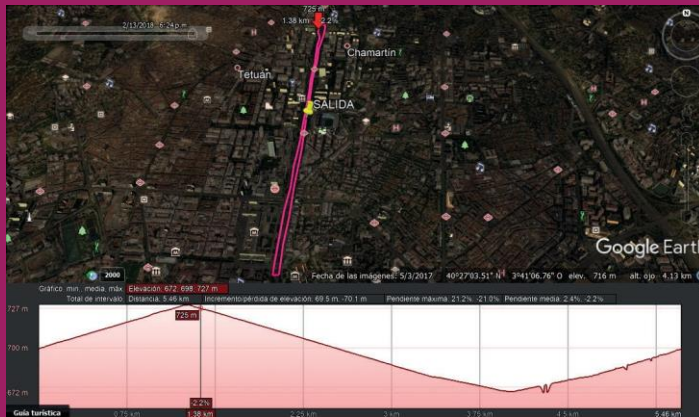 2/13/2018 - 6:24 p.m.
725 m
1.38 km -2.2%
Chamartín
Tetuán
SALIDA
Google Earth
2000
Fecha de las imágenes: 5/3/2017 40°27'03.51" N 3°41'06.76" O elev. 716 m alt. ojo 4.13 km
Gráfico: mín., media, máx. Elevación: 672, 698, 727 m
Total de intervalo: Distancia: 5.46 km Incremento/pérdida de elevación: 69.5 m, -70.1 m Pendiente máxima: 21.2%, -21.0% Pendiente media: 2.4%, -2.2%
727 m
725 m
700 m
672 m
-2.2%
Guía turística
0.75 km
1.38 km
2.25 km
3 km
3.75 km
4.5 km
5.46 km